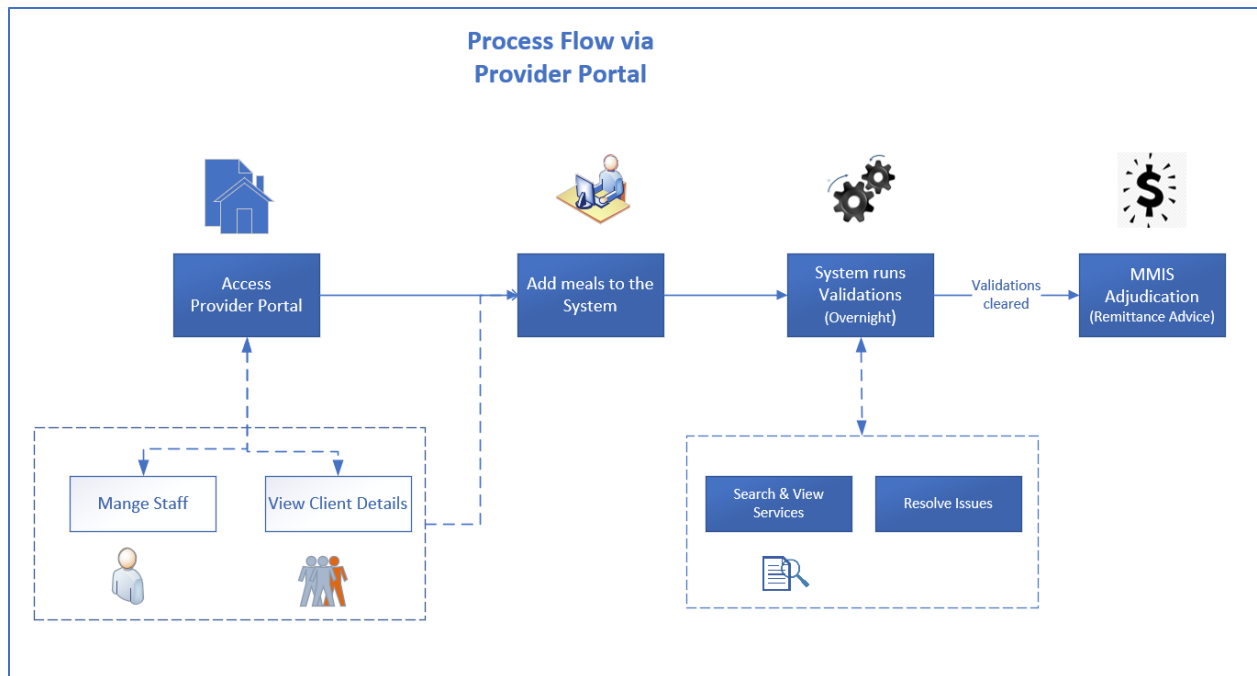 Process Flow via
Provider Portal
Access
Provider Portal
Add meals to the
System
System runs
Validations
(Overnight)
Validations
cleared
MMIS
Adjudication
(Remittance Advice)
Mange Staff
View Client Details
Search & View
Services
Resolve Issues